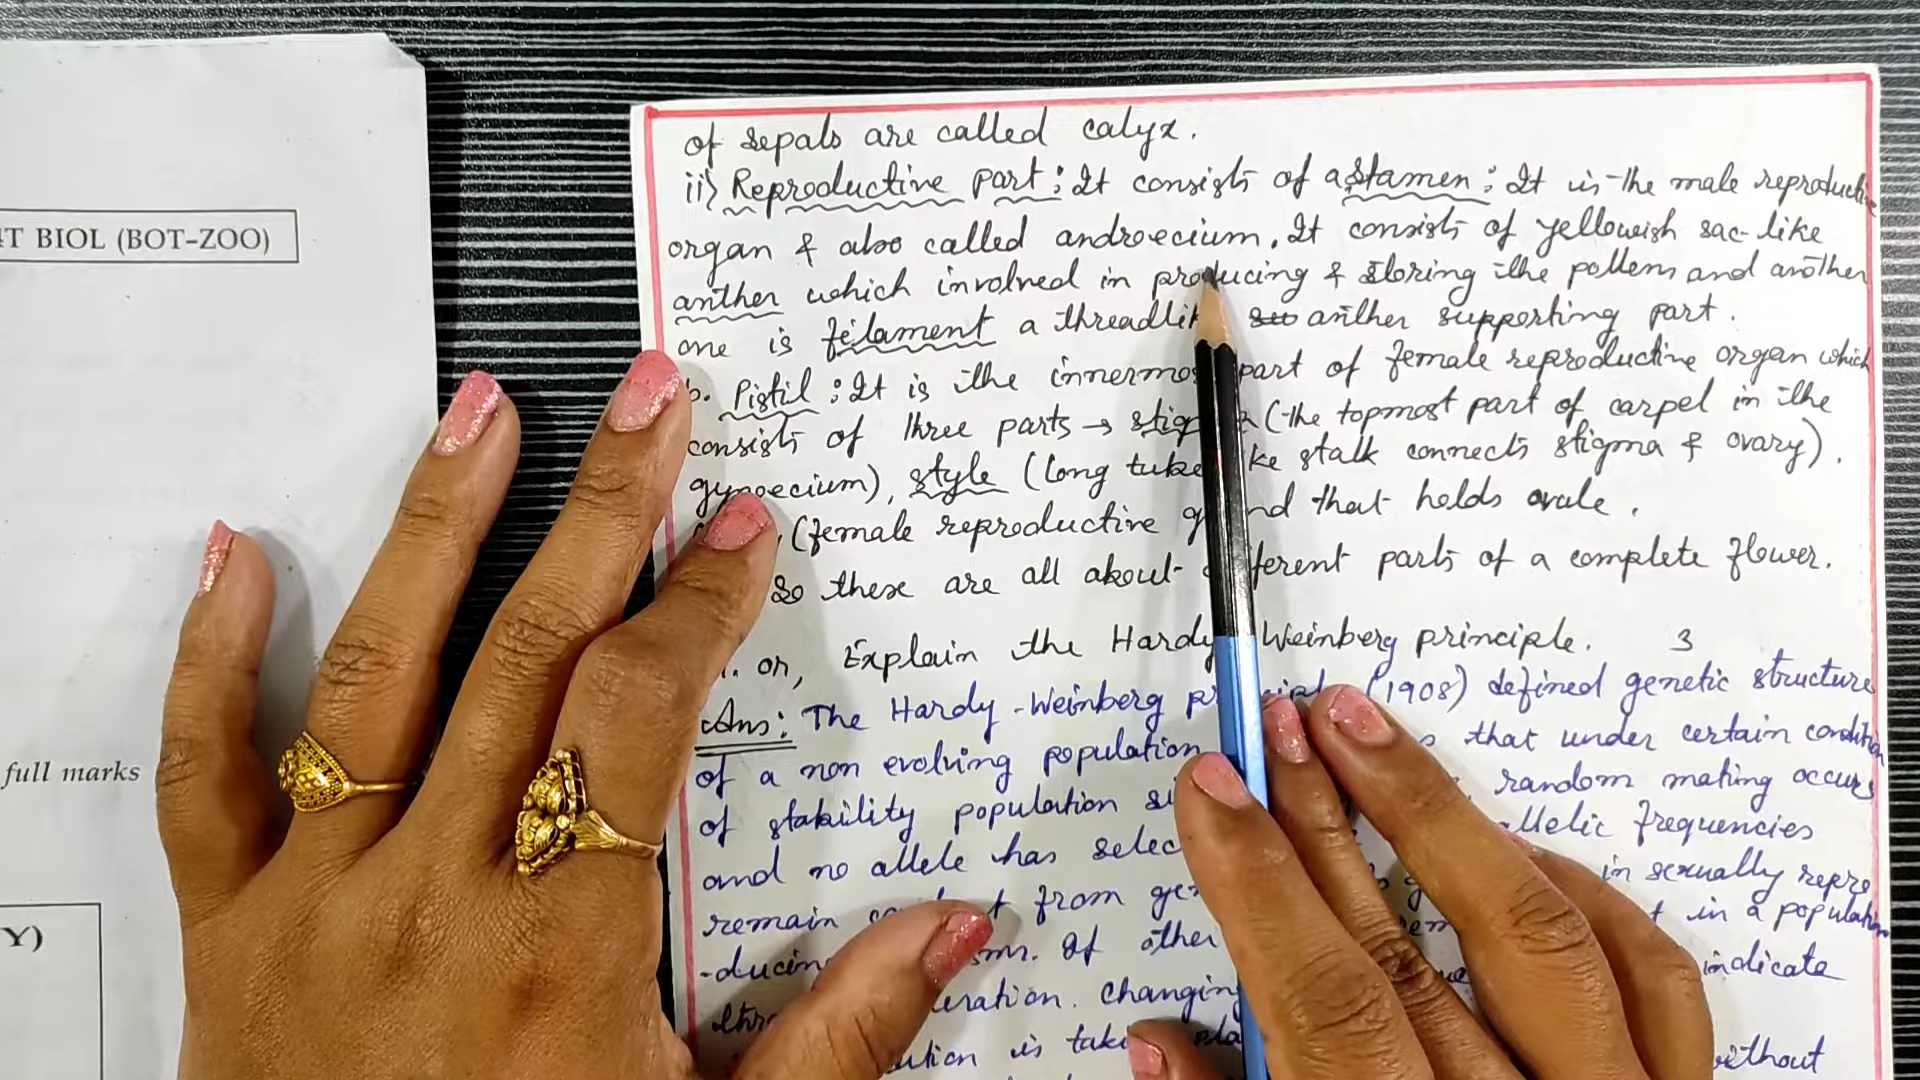 4T BIOL (BOT-ZOO)
full marks
Y)
of sepals are called calyx.
ii) Reproductive part: It consists of a stamen: It is the male reproductive
organ & also called androecium. It consists of yellowish sac-like
anther which involved in producing & storing the pollens and another
one is filament a threadlik anther supporting part.
b. Pistil: It is the innermos part of female reproductive organ which
consists of three parts → stig (the topmost part of carpel in the
gynoecium), style (long tube ke stalk connects stigma & ovary).
(female reproductive g nd that holds ovule.
So these are all about ferent parts of a complete flower.
or, Explain the Hardy Weinberg principle. 3
Ans: The Hardy-Weinberg (1908) defined genetic structure
of a non evolving population that under certain condition
of stability population si random mating occurs
and no allele has selec allelic frequencies
remain from gen in sexually repro
-ducing If other in a population
eration. Changing indicate
is without